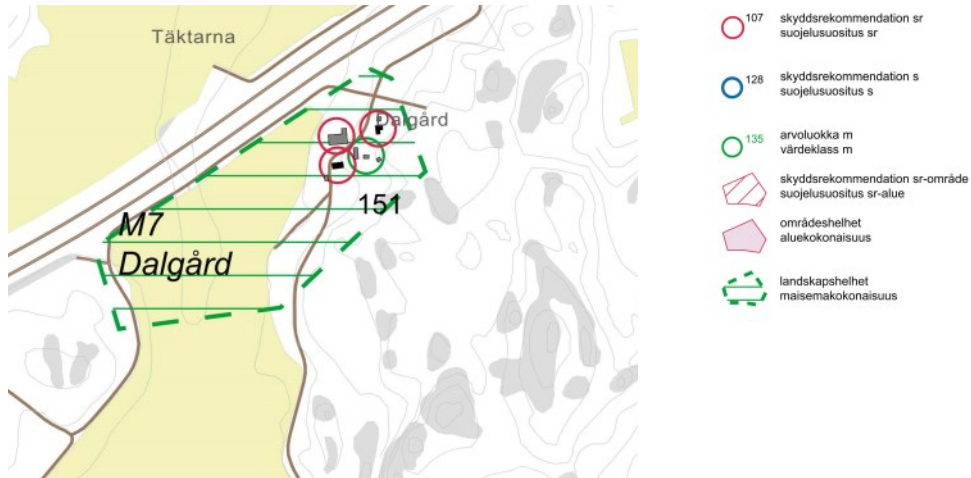 Täktarna
Dalgård
151
M7
Dalgård
107 skyddsrekommendation sr
suojelusuositus sr
128 skyddsrekommendation s
suojelusuositus s
135 arvoluokka m
värdeklass m
skyddsrekommendation sr-område
suojelusuositus sr-alue
områdeshelhet
aluekokonaisuus
landskapshelhet
maisemakokonaisuus